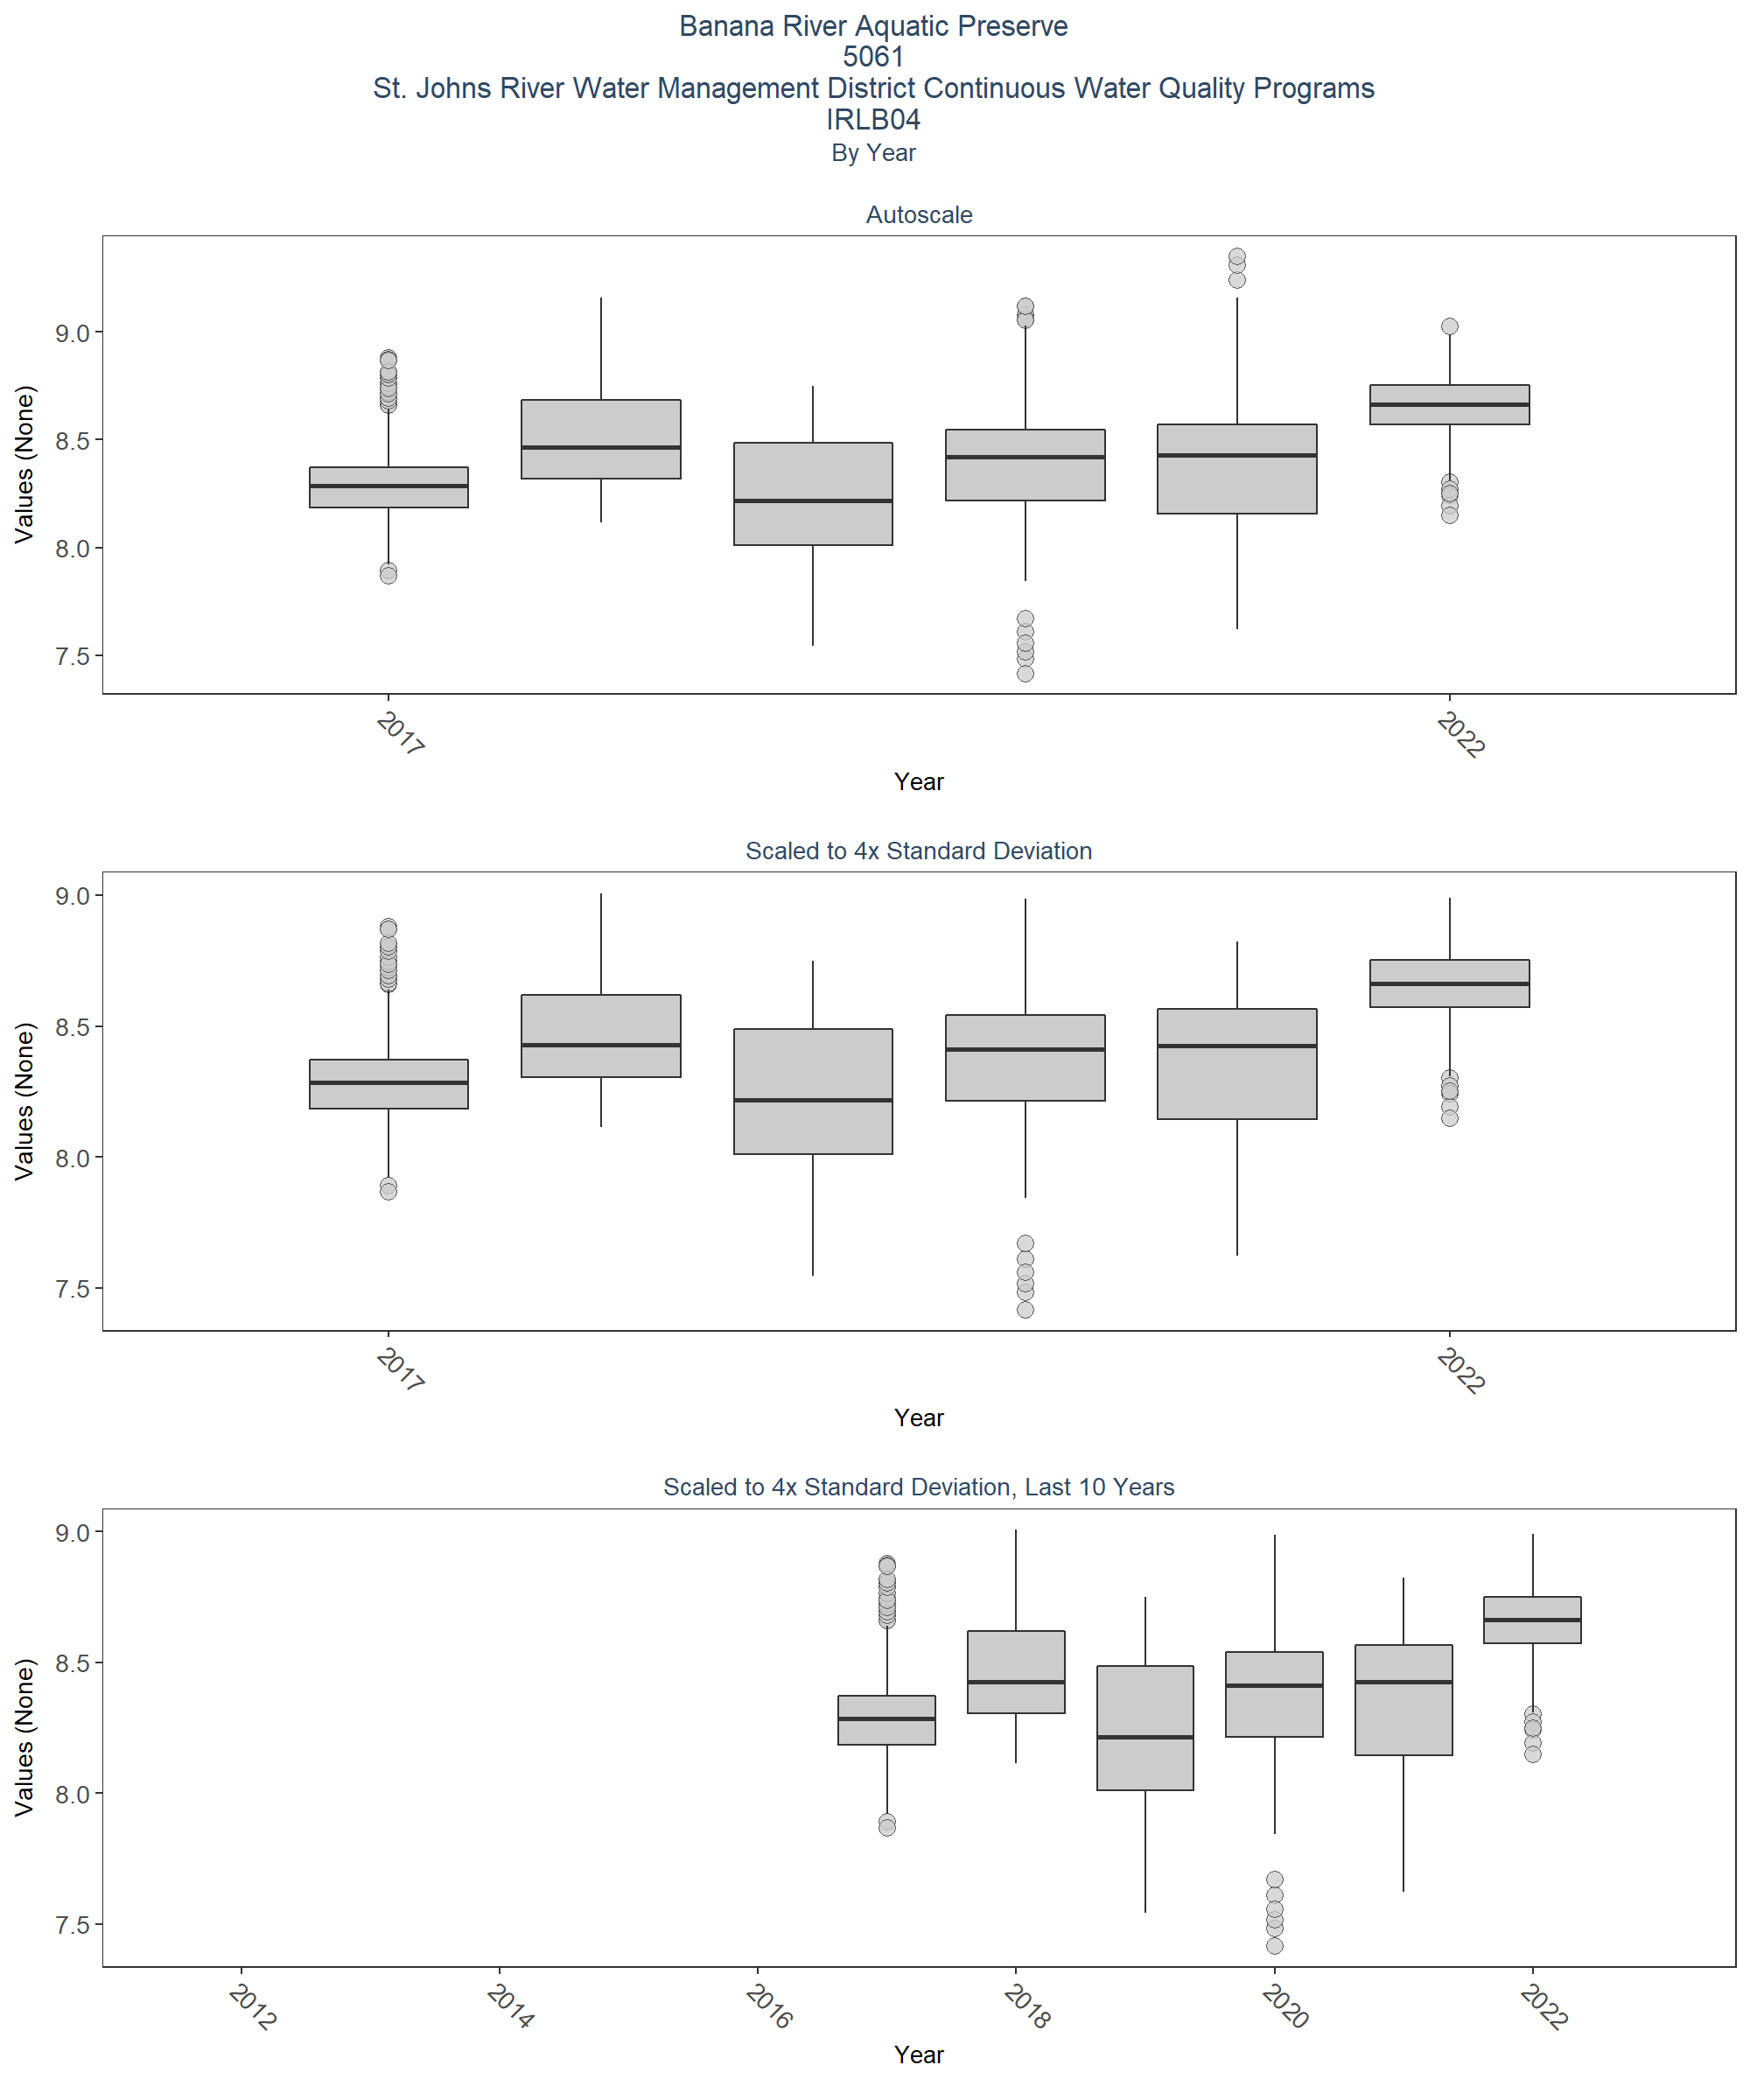 Banana River Aquatic Preserve
5061
St. Johns River Water Management District Continuous Water Quality Programs
IRLB04
By Year
Autoscale
Values (None)
9.0
8.5
8.0
7.5
2017
2022
Year
Scaled to 4x Standard Deviation
Values (None)
9.0
8.5
8.0
7.5
2017
2022
Year
Scaled to 4x Standard Deviation, Last 10 Years
Values (None)
9.0
8.5
8.0
7.5
2012
2014
2016
2018
2020
2022
Year